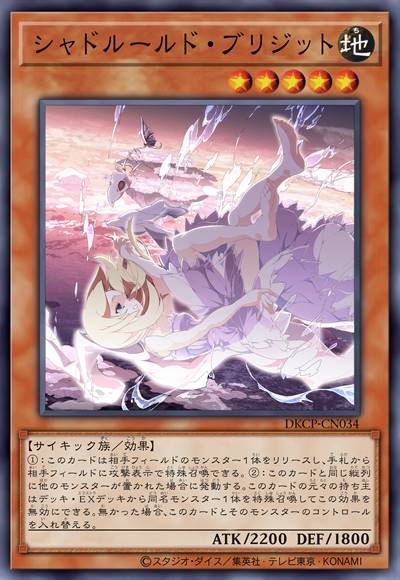 シャドルールド・ブリジット
地
DKCP-CN034
【サイキック族／効果】
①：このカードは相手フィールドのモンスター１体をリリースし、手札から
相手フィールドに攻撃表示で特殊召喚できる。②：このカードと同じ縦列
に他のモンスターが置かれた場合に発動する。このカードの元々の持ち主
はデッキ・EXデッキから同名モンスター１体を特殊召喚してこの効果を
無効にできる。無かった場合、このカードとそのモンスターのコントロール
を入れ替える。
ATK/2200 DEF/1800
©スタジオ・ダイス／集英社・テレビ東京・KONAMI